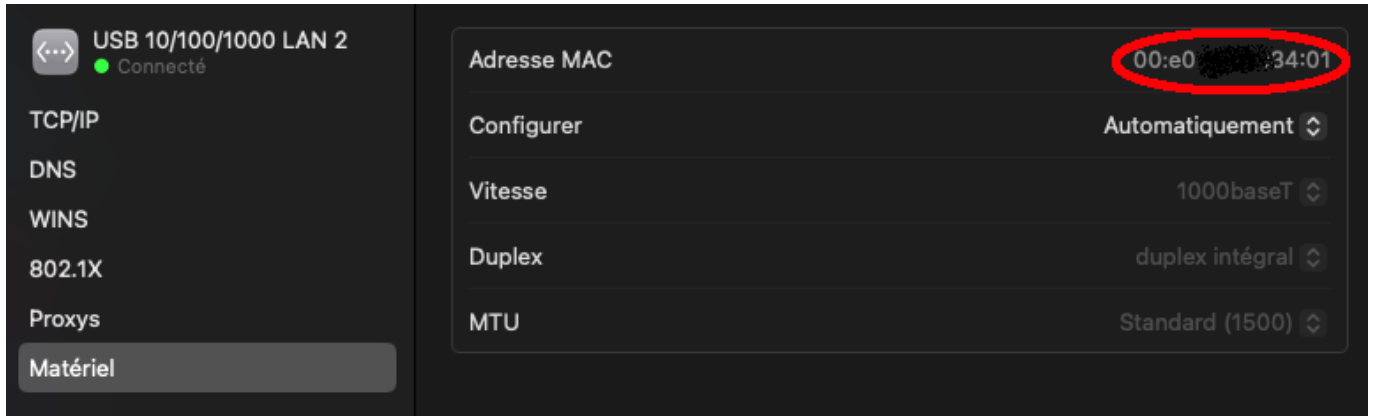 USB 10/100/1000 LAN 2
Connecté
TCP/IP
DNS
WINS
802.1X
Proxys
Matériel
Adresse MAC 00:e0 34:01
Configurer Automatiquement
Vitesse 1000baseT
Duplex duplex intégral
MTU Standard (1500)